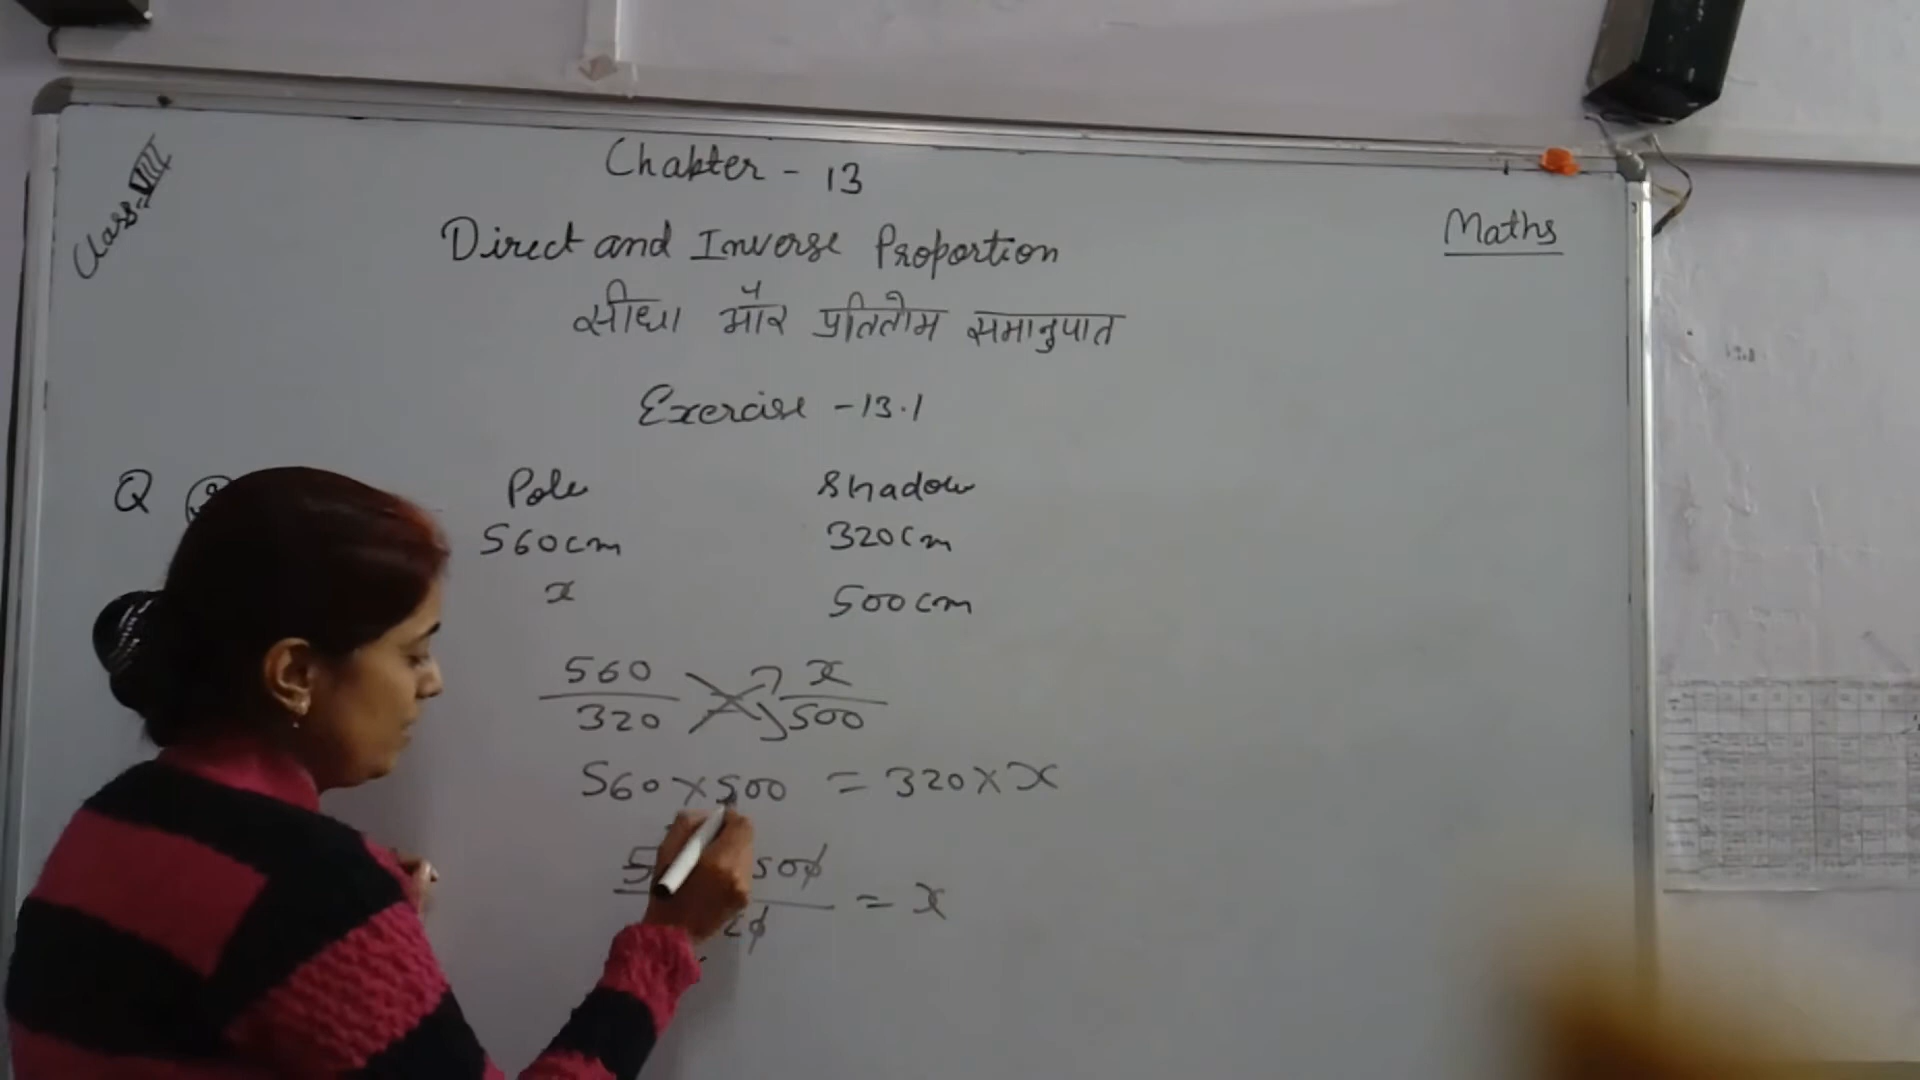 Class-VIII
Chapter - 13
Maths
Direct and Inverse Proportion
सीधा और प्रतिलोम समानुपात
Exercise - 13.1
Q
Pole Shadow
560cm 320cm
x 500cm
560 x
320 500
560 × 500 = 320 × x
500 = x